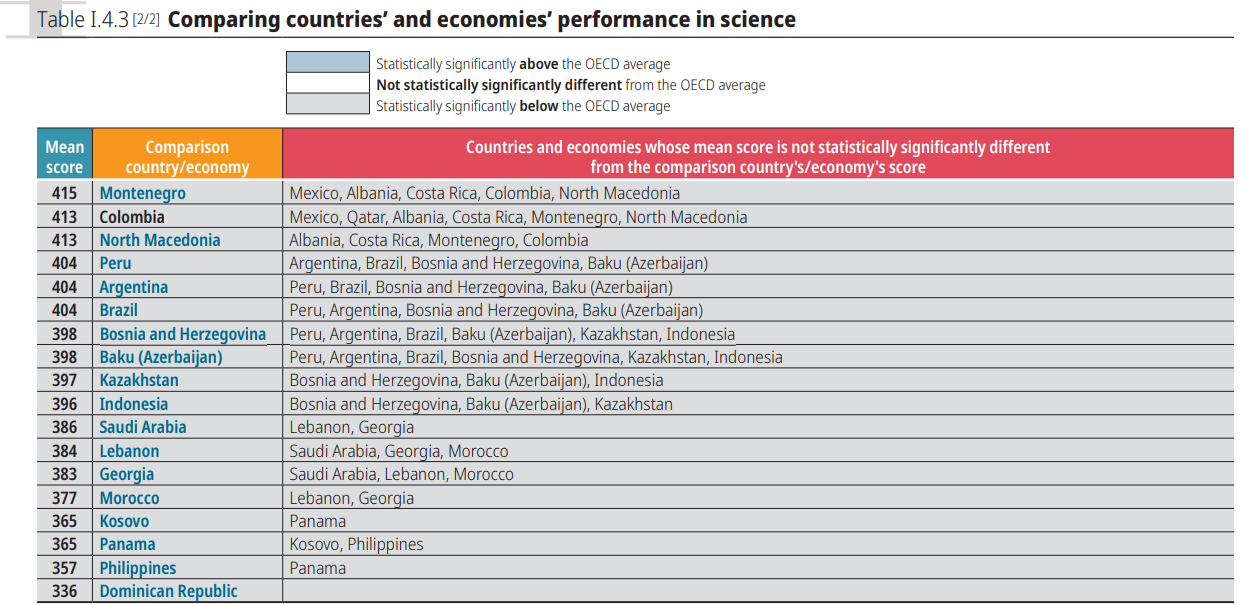 Table I.4.3 [2/2] Comparing countries’ and economies’ performance in science
Statistically significantly above the OECD average
Not statistically significantly different from the OECD average
Statistically significantly below the OECD average
Mean score Comparison country/economy Countries and economies whose mean score is not statistically significantly different from the comparison country's/economy's score
415 Montenegro Mexico, Albania, Costa Rica, Colombia, North Macedonia
413 Colombia Mexico, Qatar, Albania, Costa Rica, Montenegro, North Macedonia
413 North Macedonia Albania, Costa Rica, Montenegro, Colombia
404 Peru Argentina, Brazil, Bosnia and Herzegovina, Baku (Azerbaijan)
404 Argentina Peru, Brazil, Bosnia and Herzegovina, Baku (Azerbaijan)
404 Brazil Peru, Argentina, Bosnia and Herzegovina, Baku (Azerbaijan)
398 Bosnia and Herzegovina Peru, Argentina, Brazil, Baku (Azerbaijan), Kazakhstan, Indonesia
398 Baku (Azerbaijan) Peru, Argentina, Brazil, Bosnia and Herzegovina, Kazakhstan, Indonesia
397 Kazakhstan Bosnia and Herzegovina, Baku (Azerbaijan), Indonesia
396 Indonesia Bosnia and Herzegovina, Baku (Azerbaijan), Kazakhstan
386 Saudi Arabia Lebanon, Georgia
384 Lebanon Saudi Arabia, Georgia, Morocco
383 Georgia Saudi Arabia, Lebanon, Morocco
377 Morocco Lebanon, Georgia
365 Kosovo Panama
365 Panama Kosovo, Philippines
357 Philippines Panama
336 Dominican Republic